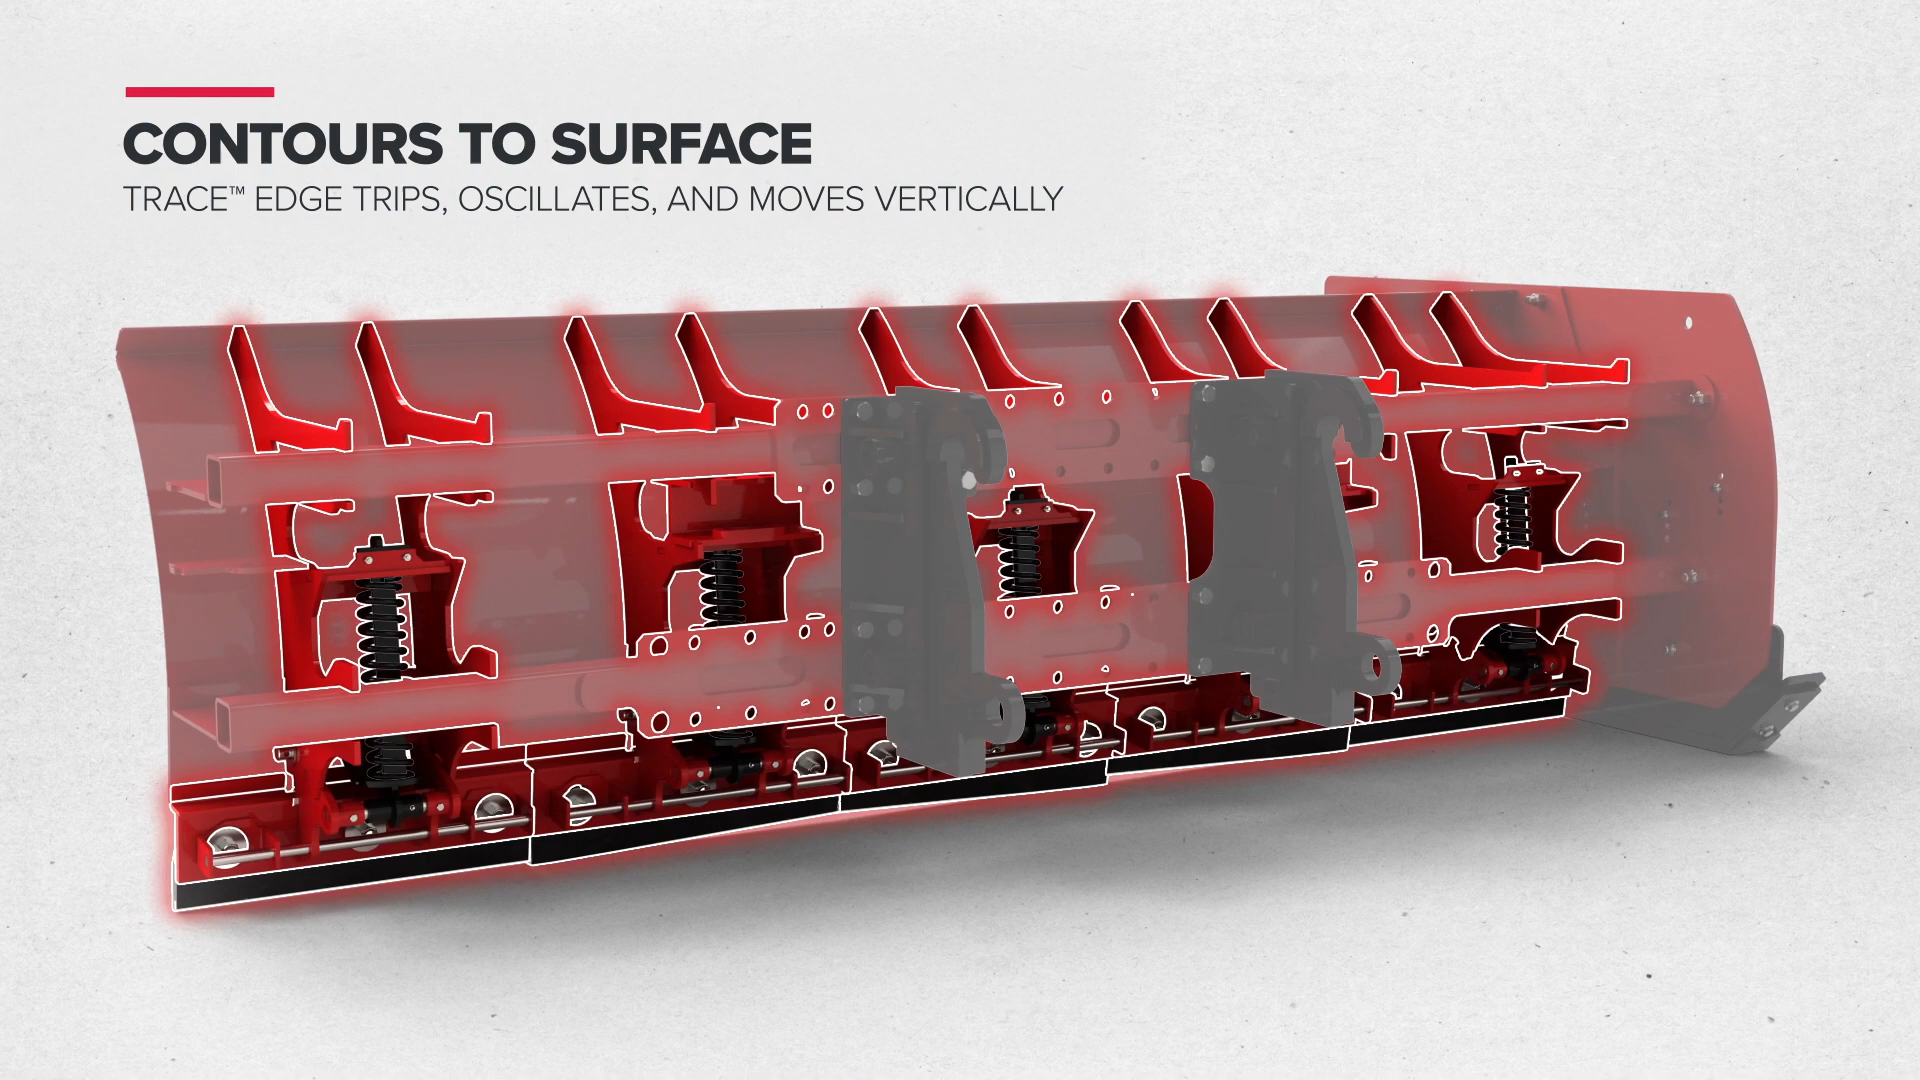 CONTOURS TO SURFACE
TRACE™ EDGE TRIPS, OSCILLATES, AND MOVES VERTICALLY